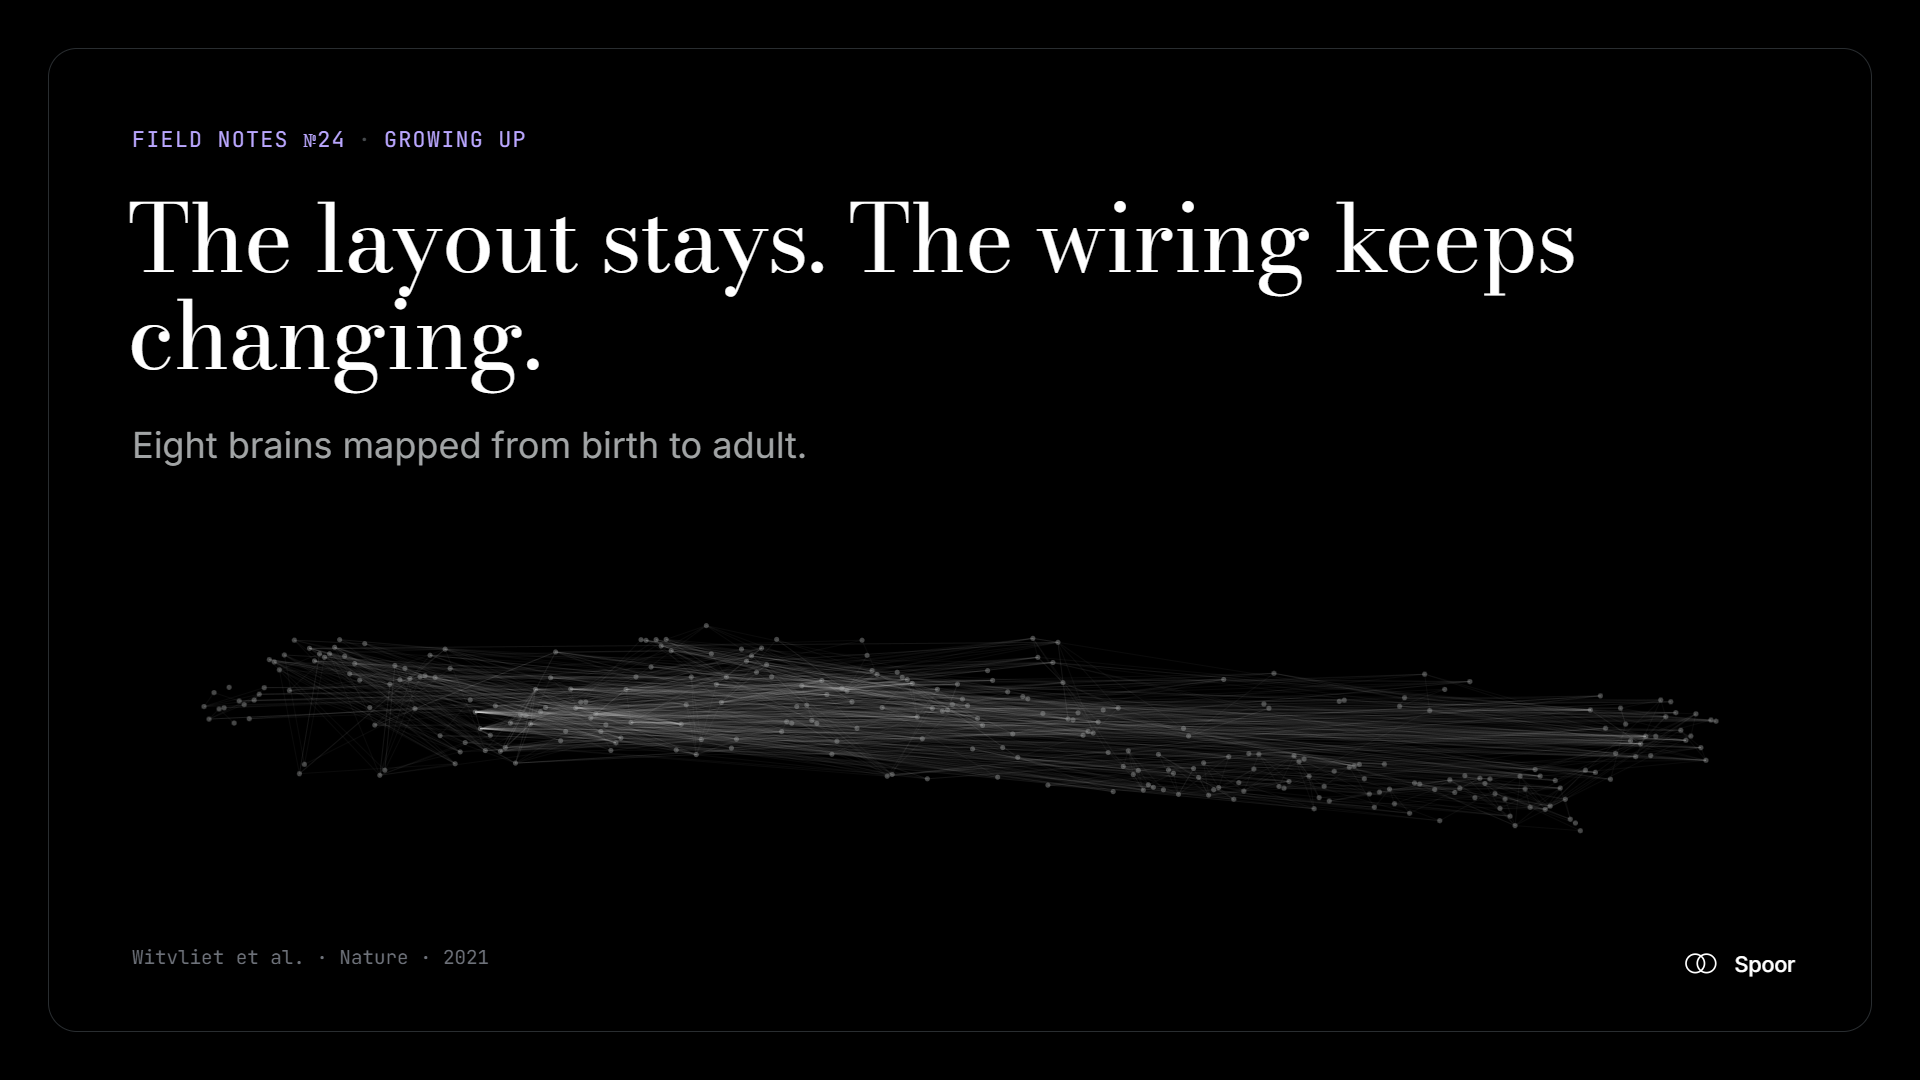 FIELD NOTES №24 · GROWING UP
The layout stays. The wiring keeps
changing.
Eight brains mapped from birth to adult.
Witvliet et al. · Nature · 2021
Spoor